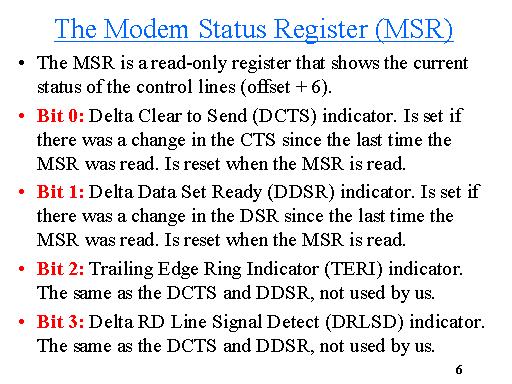 The Modem Status Register (MSR)
• The MSR is a read-only register that shows the current
status of the control lines (offset + 6).
• Bit 0: Delta Clear to Send (DCTS) indicator. Is set if
there was a change in the CTS since the last time the
MSR was read. Is reset when the MSR is read.
• Bit 1: Delta Data Set Ready (DDSR) indicator. Is set if
there was a change in the DSR since the last time the
MSR was read. Is reset when the MSR is read.
• Bit 2: Trailing Edge Ring Indicator (TERI) indicator.
The same as the DCTS and DDSR, not used by us.
• Bit 3: Delta RD Line Signal Detect (DRLSD) indicator.
The same as the DCTS and DDSR, not used by us.
6